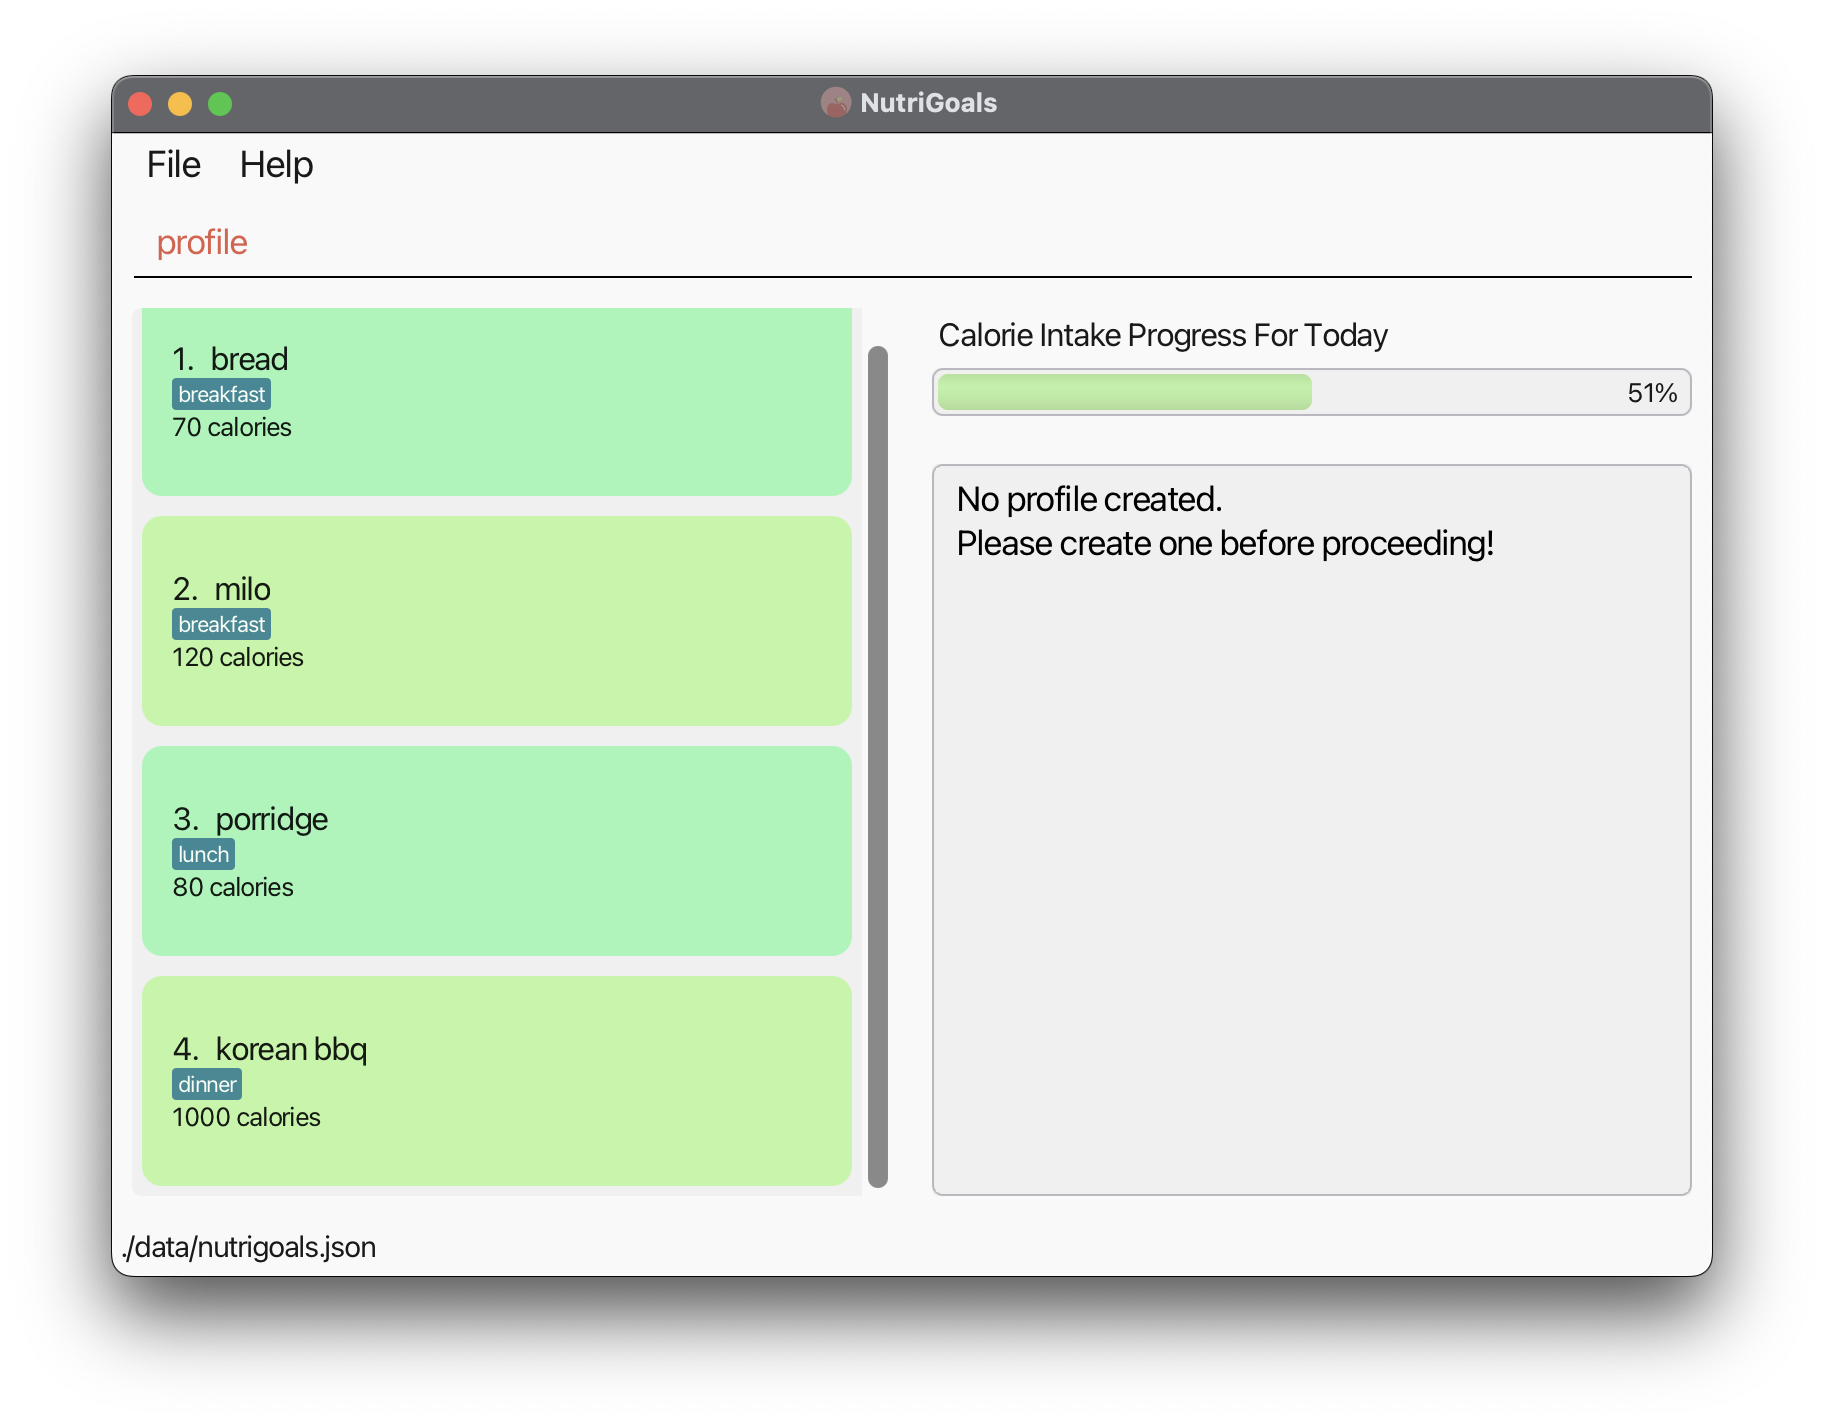 NutriGoals
File Help
profile
1. bread
breakfast
70 calories
2. milo
breakfast
120 calories
3. porridge
lunch
80 calories
4. korean bbq
dinner
1000 calories
Calorie Intake Progress For Today
51%
No profile created.
Please create one before proceeding!
./data/nutrigoals.json